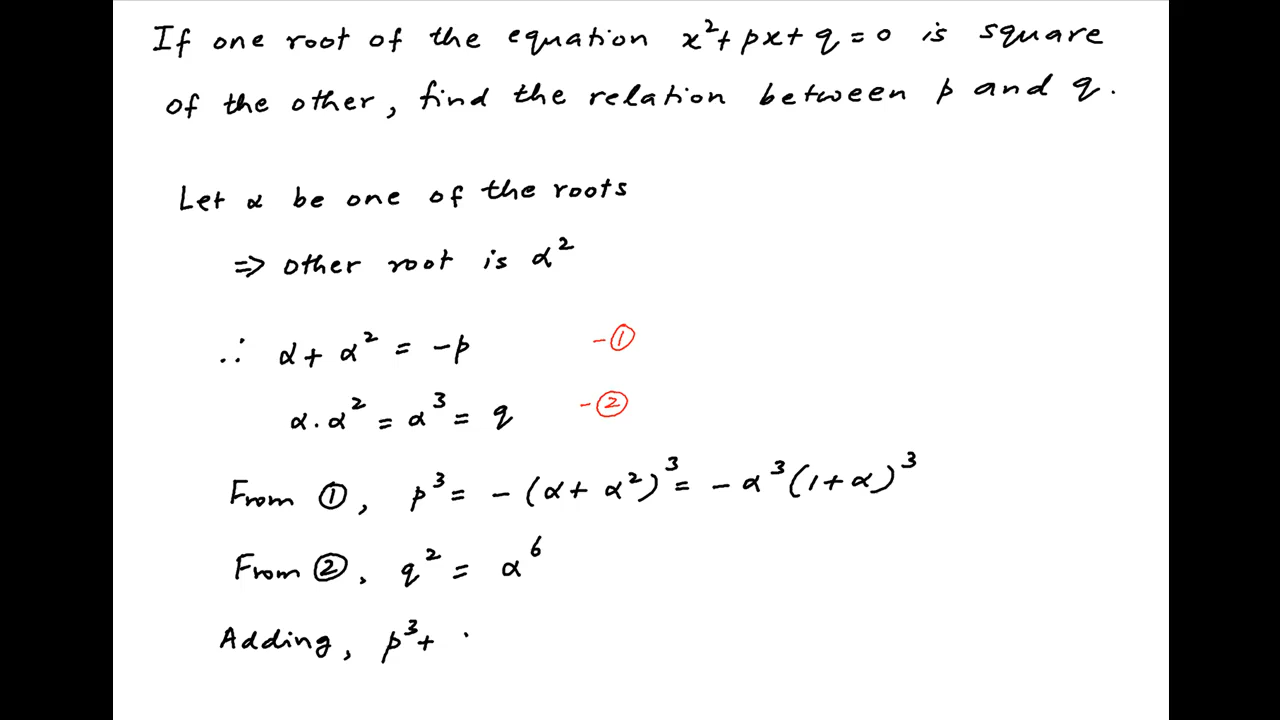 If one root of the equation x²+px+q=0 is square
of the other, find the relation between p and q.
Let α be one of the roots
⇒ other root is α²
∴ α+α² = -p -①
α.α² = α³ = q -②
From ①, p³ = -(α+α²)³ = -α³(1+α)³
From ②, q² = α⁶
Adding, p³+